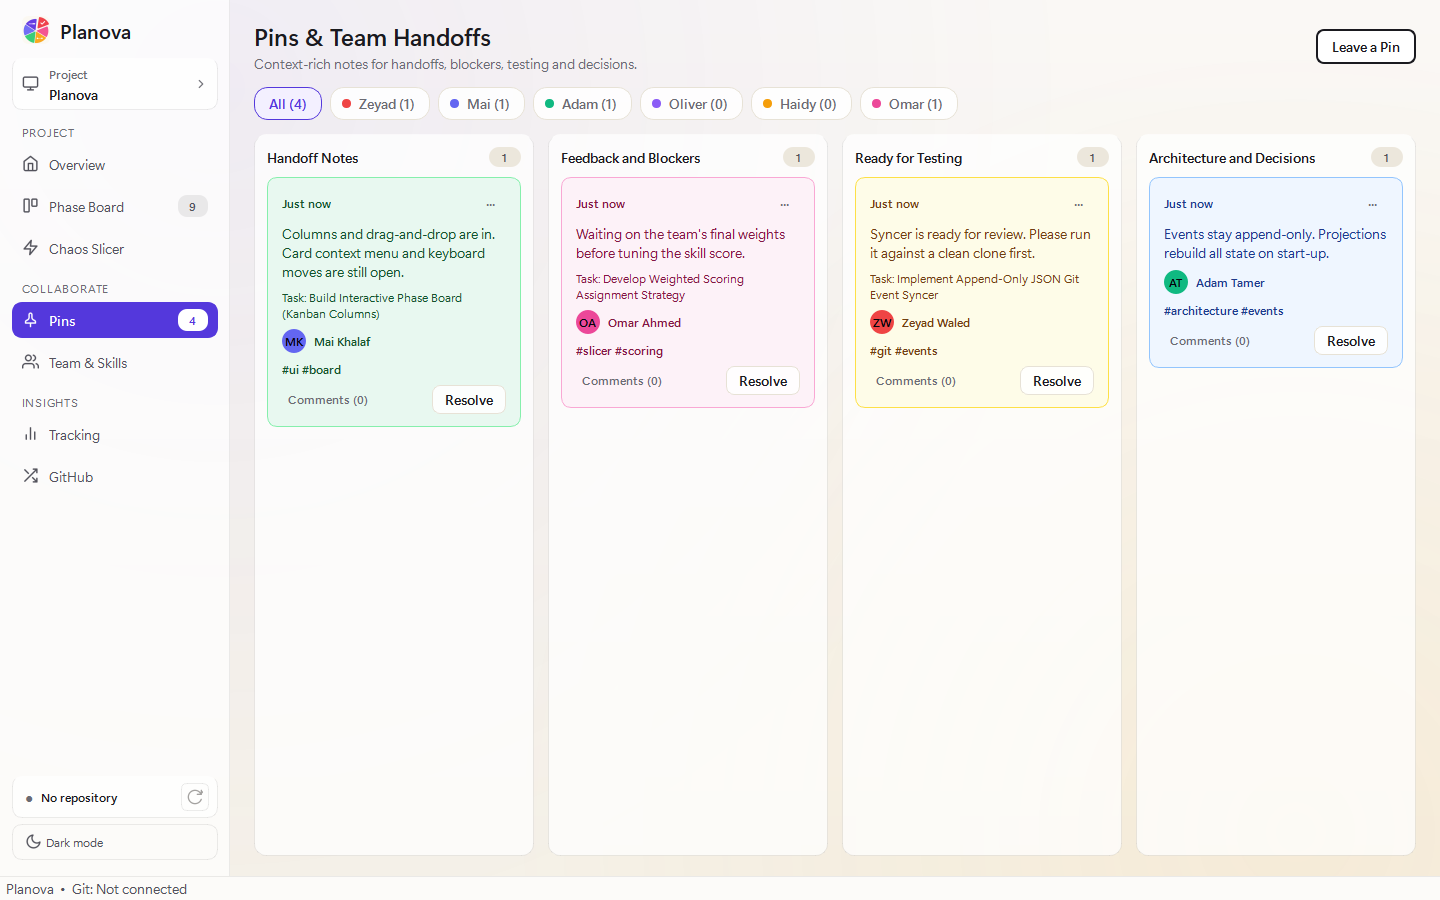 Planova
Project
Planova
PROJECT
Overview
Phase Board 9
Chaos Slicer
COLLABORATE
Pins 4
Team & Skills
INSIGHTS
Tracking
GitHub
No repository
Dark mode
Pins & Team Handoffs
Context-rich notes for handoffs, blockers, testing and decisions.
Leave a Pin
All (4) Zeyad (1) Mai (1) Adam (1) Oliver (0) Haidy (0) Omar (1)
Handoff Notes 1
Just now ...
Columns and drag-and-drop are in.
Card context menu and keyboard
moves are still open.
Task: Build Interactive Phase Board
(Kanban Columns)
MK Mai Khalaf
#ui #board
Comments (0) Resolve
Feedback and Blockers 1
Just now ...
Waiting on the team's final weights
before tuning the skill score.
Task: Develop Weighted Scoring
Assignment Strategy
OA Omar Ahmed
#slicer #scoring
Comments (0) Resolve
Ready for Testing 1
Just now ...
Syncer is ready for review. Please run
it against a clean clone first.
Task: Implement Append-Only JSON Git
Event Syncer
ZW Zeyad Waled
#git #events
Comments (0) Resolve
Architecture and Decisions 1
Just now ...
Events stay append-only. Projections
rebuild all state on start-up.
AT Adam Tamer
#architecture #events
Comments (0) Resolve
Planova • Git: Not connected